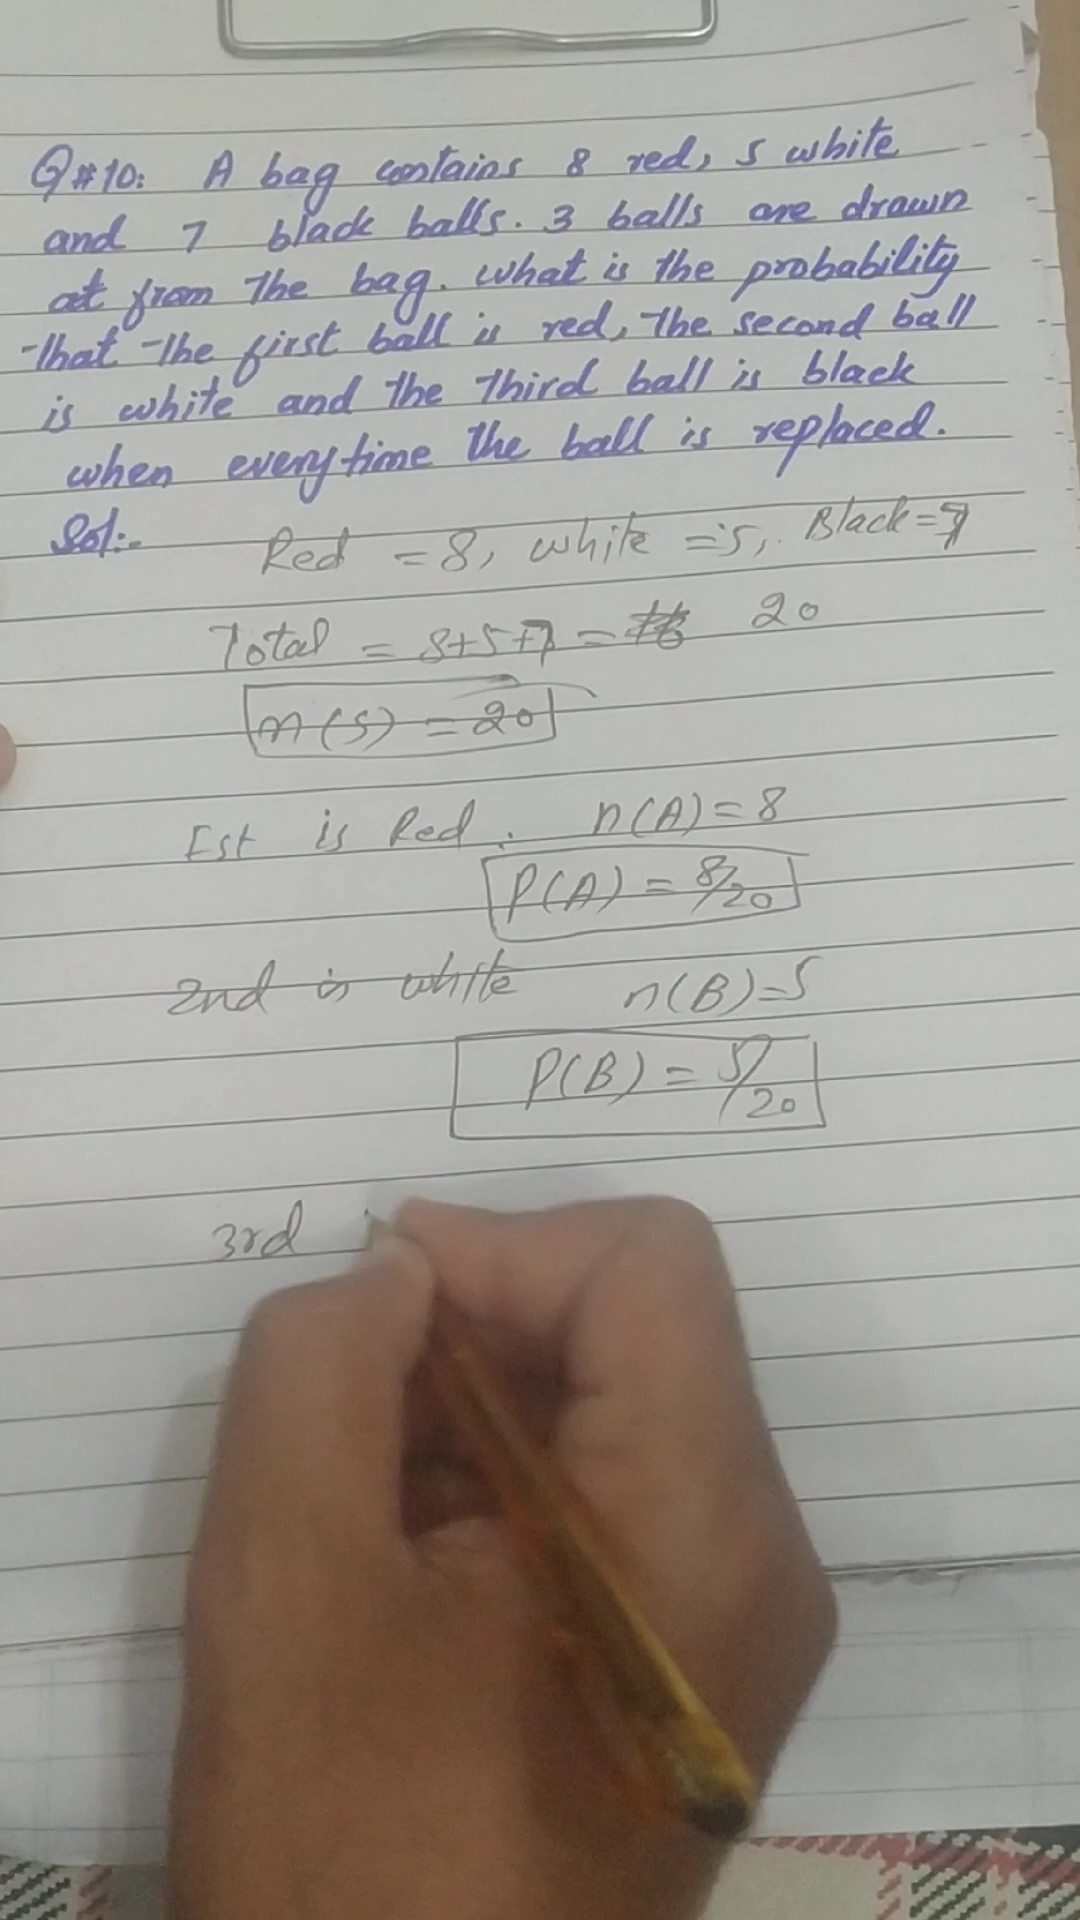 Q#10: A bag contains 8 red, 5 white
and 7 black balls. 3 balls are drawn
at from the bag. what is the probability
that the first ball is red, the second ball
is white and the third ball is black
when everytime the ball is replaced.
Sol:- Red = 8, white = 5, Black = 7
Total = 8+5+7 = 20
n(S) = 20
Ist is Red. n(A) = 8
P(A) = 8/20
2nd is white n(B) = 5
P(B) = 5/20
3rd